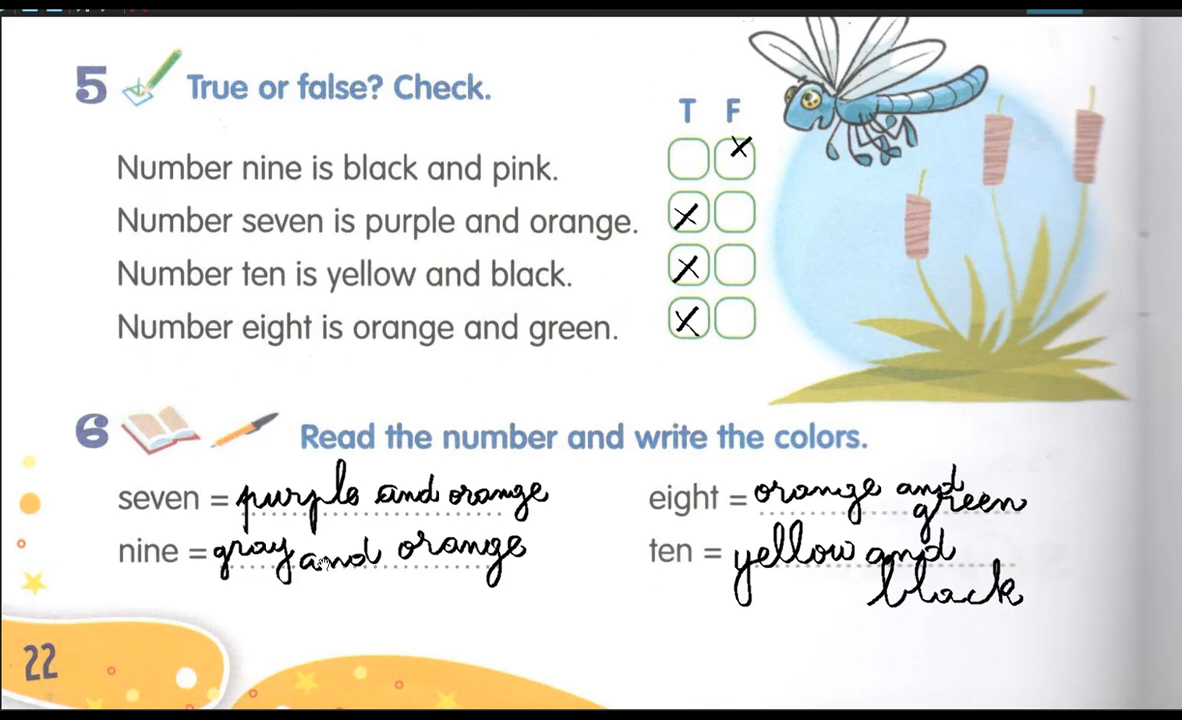 5 True or false? Check.
T F
Number nine is black and pink.
Number seven is purple and orange.
Number ten is yellow and black.
Number eight is orange and green.
6 Read the number and write the colors.
seven = purple and orange
eight = orange and green
nine = gray and orange
ten = yellow and black
22